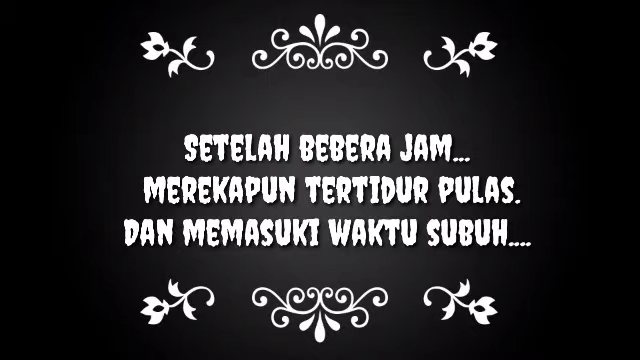 SETELAH BEBERA JAM...
MEREKAPUN TERTIDUR PULAS.
DAN MEMASUKI WAKTU SUBUH....